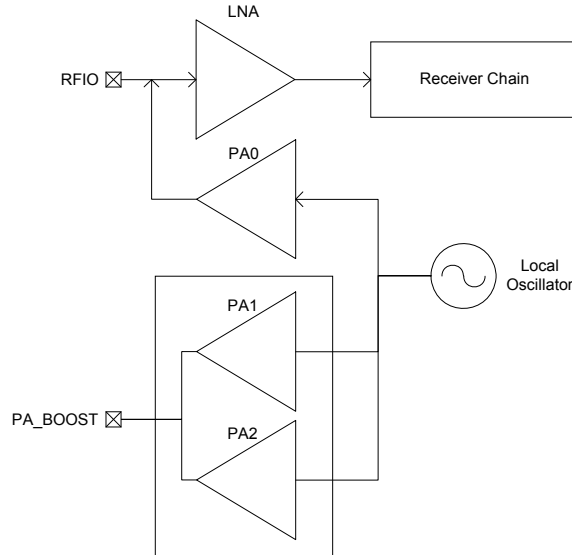 LNA
RFIO
Receiver Chain
PA0
Local
Oscillator
PA1
PA_BOOST
PA2